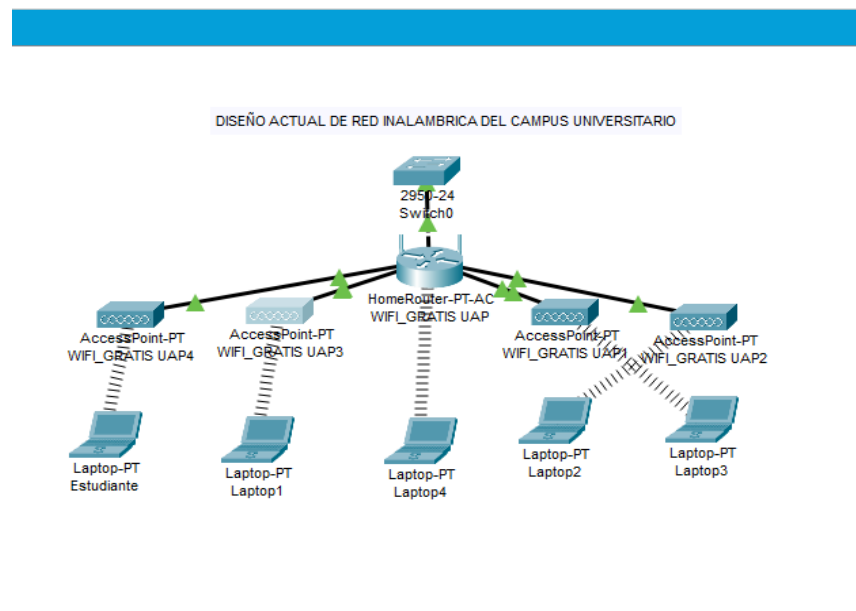 DISEÑO ACTUAL DE RED INALAMBRICA DEL CAMPUS UNIVERSITARIO
2950-24
Switch0
HomeRouter-PT-AC
WIFI_GRATIS UAP
AccessPoint-PT
WIFI_GRATIS UAP4
AccessPoint-PT
WIFI_GRATIS UAP3
AccessPoint-PT
WIFI_GRATIS UAP1
AccessPoint-PT
WIFI_GRATIS UAP2
Laptop-PT
Estudiante
Laptop-PT
Laptop1
Laptop-PT
Laptop4
Laptop-PT
Laptop2
Laptop-PT
Laptop3